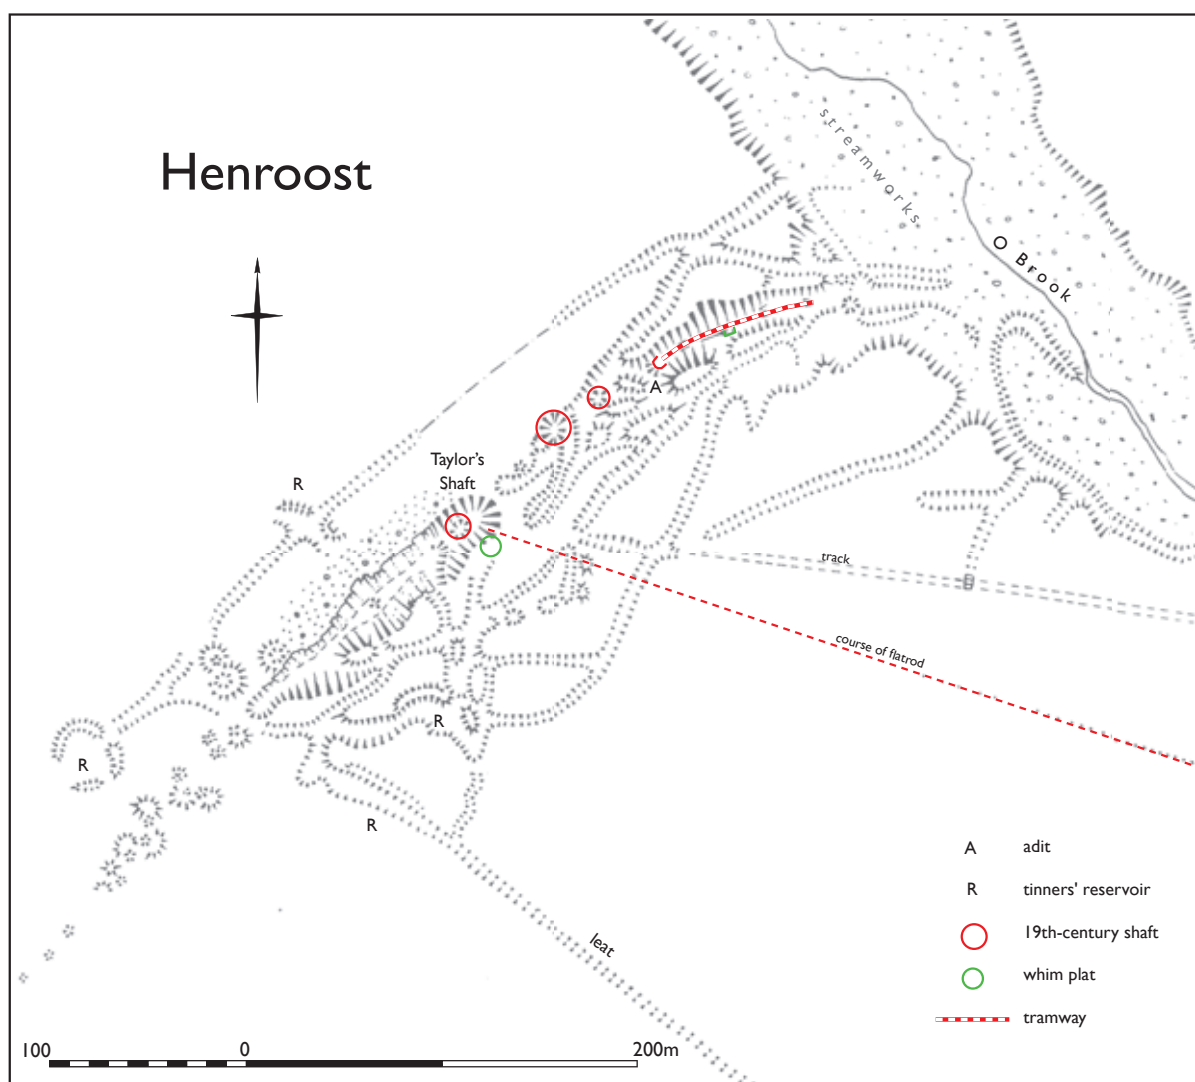 Henroost
streamworks
O Brook
A
Taylor's
Shaft
R
track
course of flatrod
R
R
R
leat
A adit
R tinners' reservoir
19th-century shaft
whim plat
tramway
100 0 200m